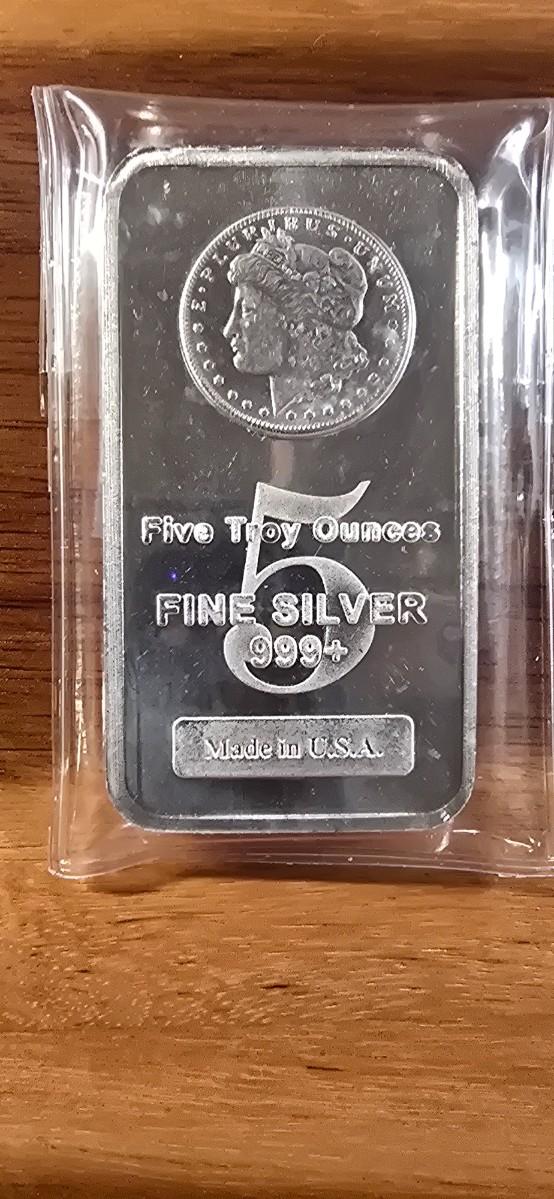 E · PLURIBUS · UNUM
5
Five Troy Ounces
FINE SILVER
999+
Made in U.S.A.